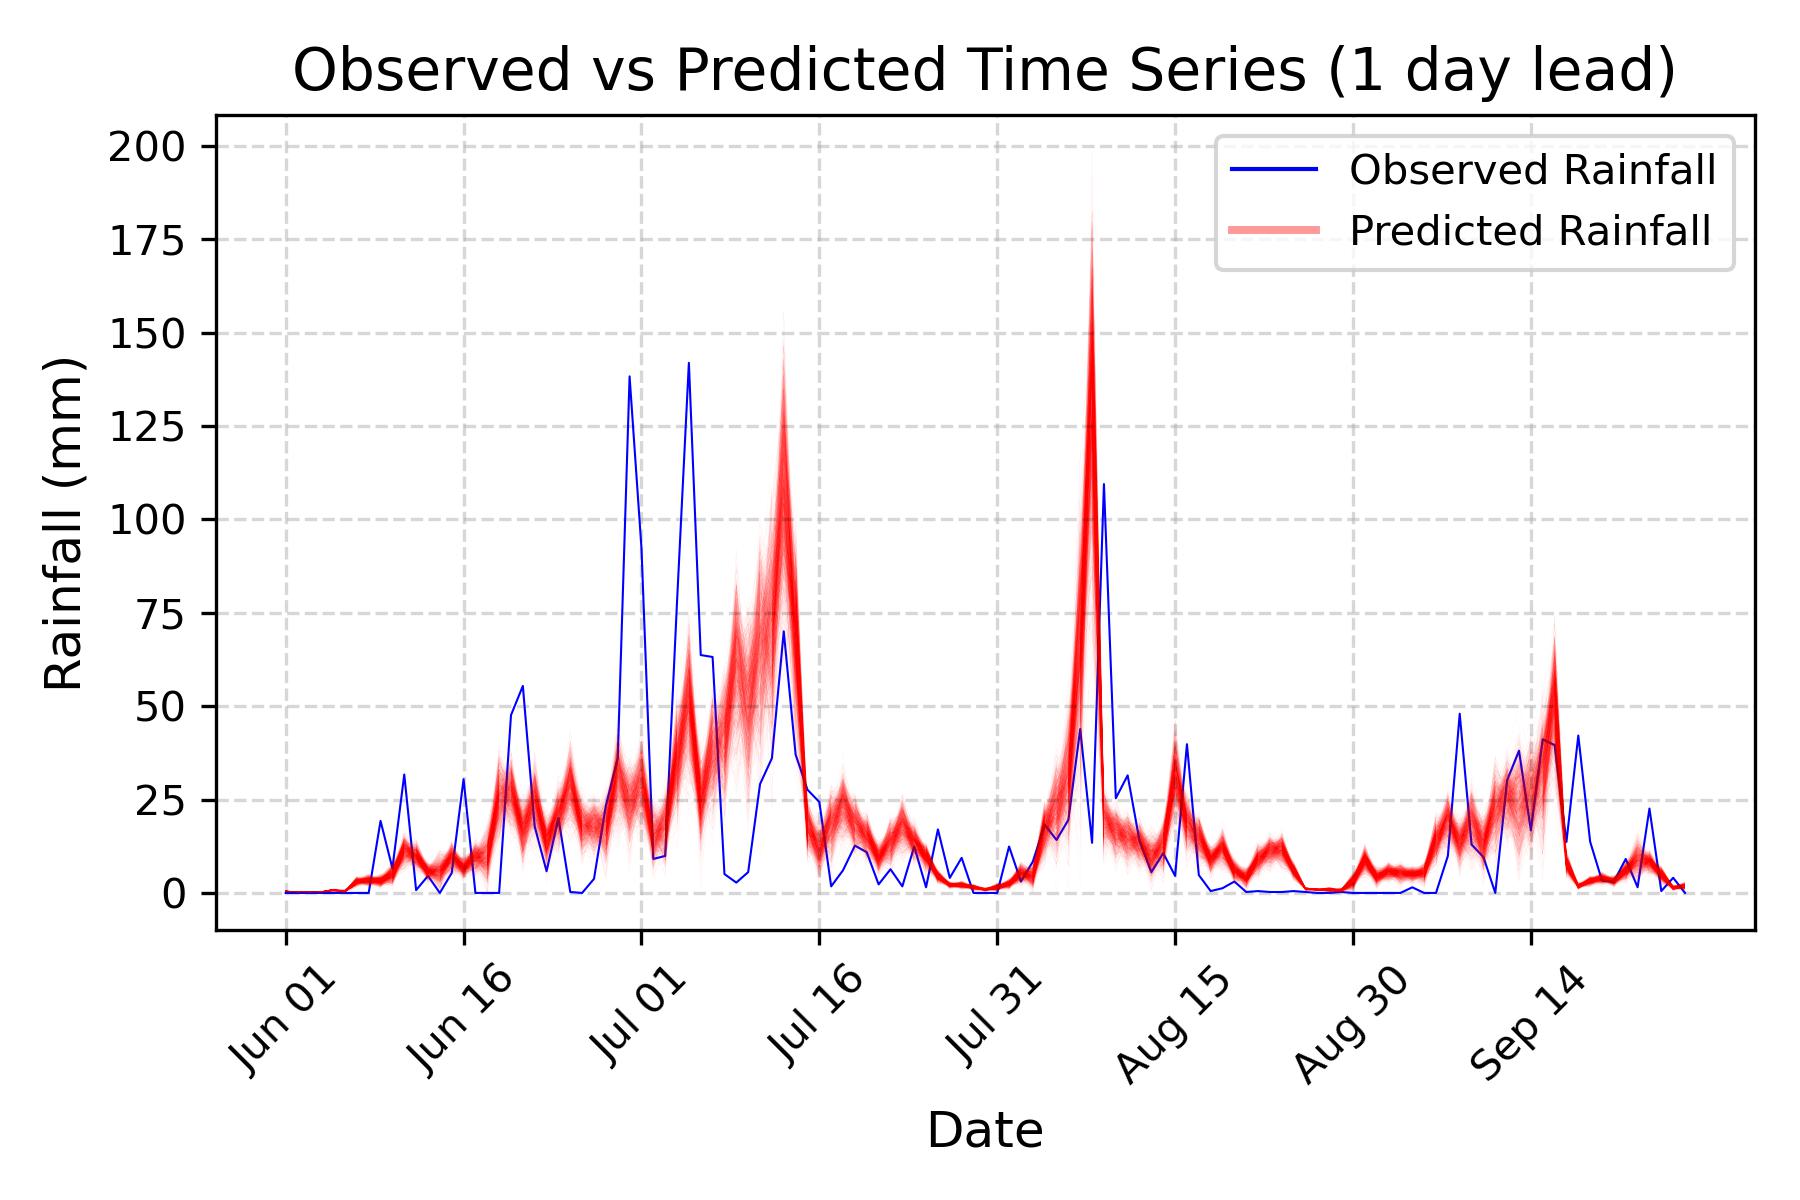 Observed vs Predicted Time Series (1 day lead)
Observed Rainfall
Predicted Rainfall
Rainfall (mm)
200
175
150
125
100
75
50
25
0
Jun 01
Jun 16
Jul 01
Jul 16
Jul 31
Aug 15
Aug 30
Sep 14
Date